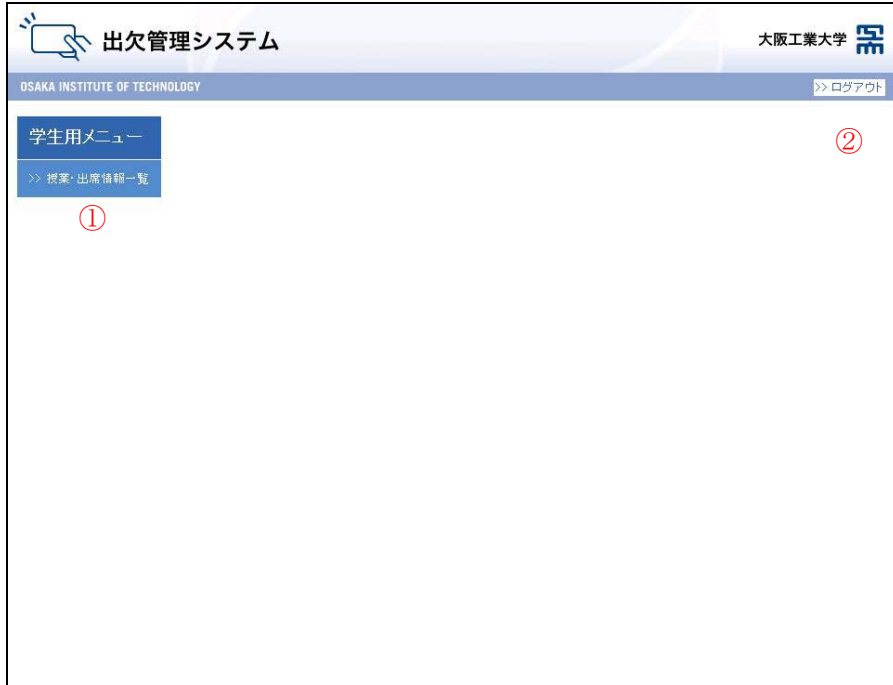 出欠管理システム
大阪工業大学
OSAKA INSTITUTE OF TECHNOLOGY
>> ログアウト
学生用メニュー
②
>> 授業・出席情報一覧
①